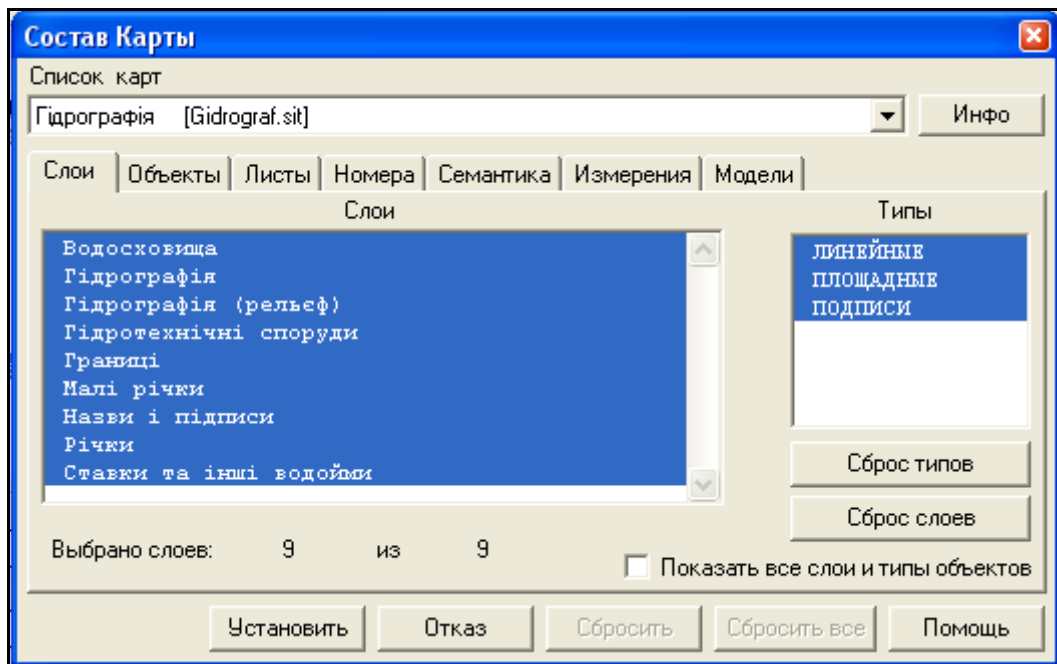 Состав Карты
Список карт
Гідрографія [Gidrograf.sit]
Инфо
Слои Объекты Листы Номера Семантика Измерения Модели
Слои
Водосховища
Гідрографія
Гідрографія (рельєф)
Гідротехнічні споруди
Границі
Малі річки
Назви і підписи
Річки
Ставки та інші водойми
Типы
ЛИНЕЙНЫЕ
ПЛОЩАДНЫЕ
ПОДПИСИ
Сброс типов
Сброс слоев
Выбрано слоев: 9 из 9
Показать все слои и типы объектов
Установить Отказ Сбросить Сбросить все Помощь